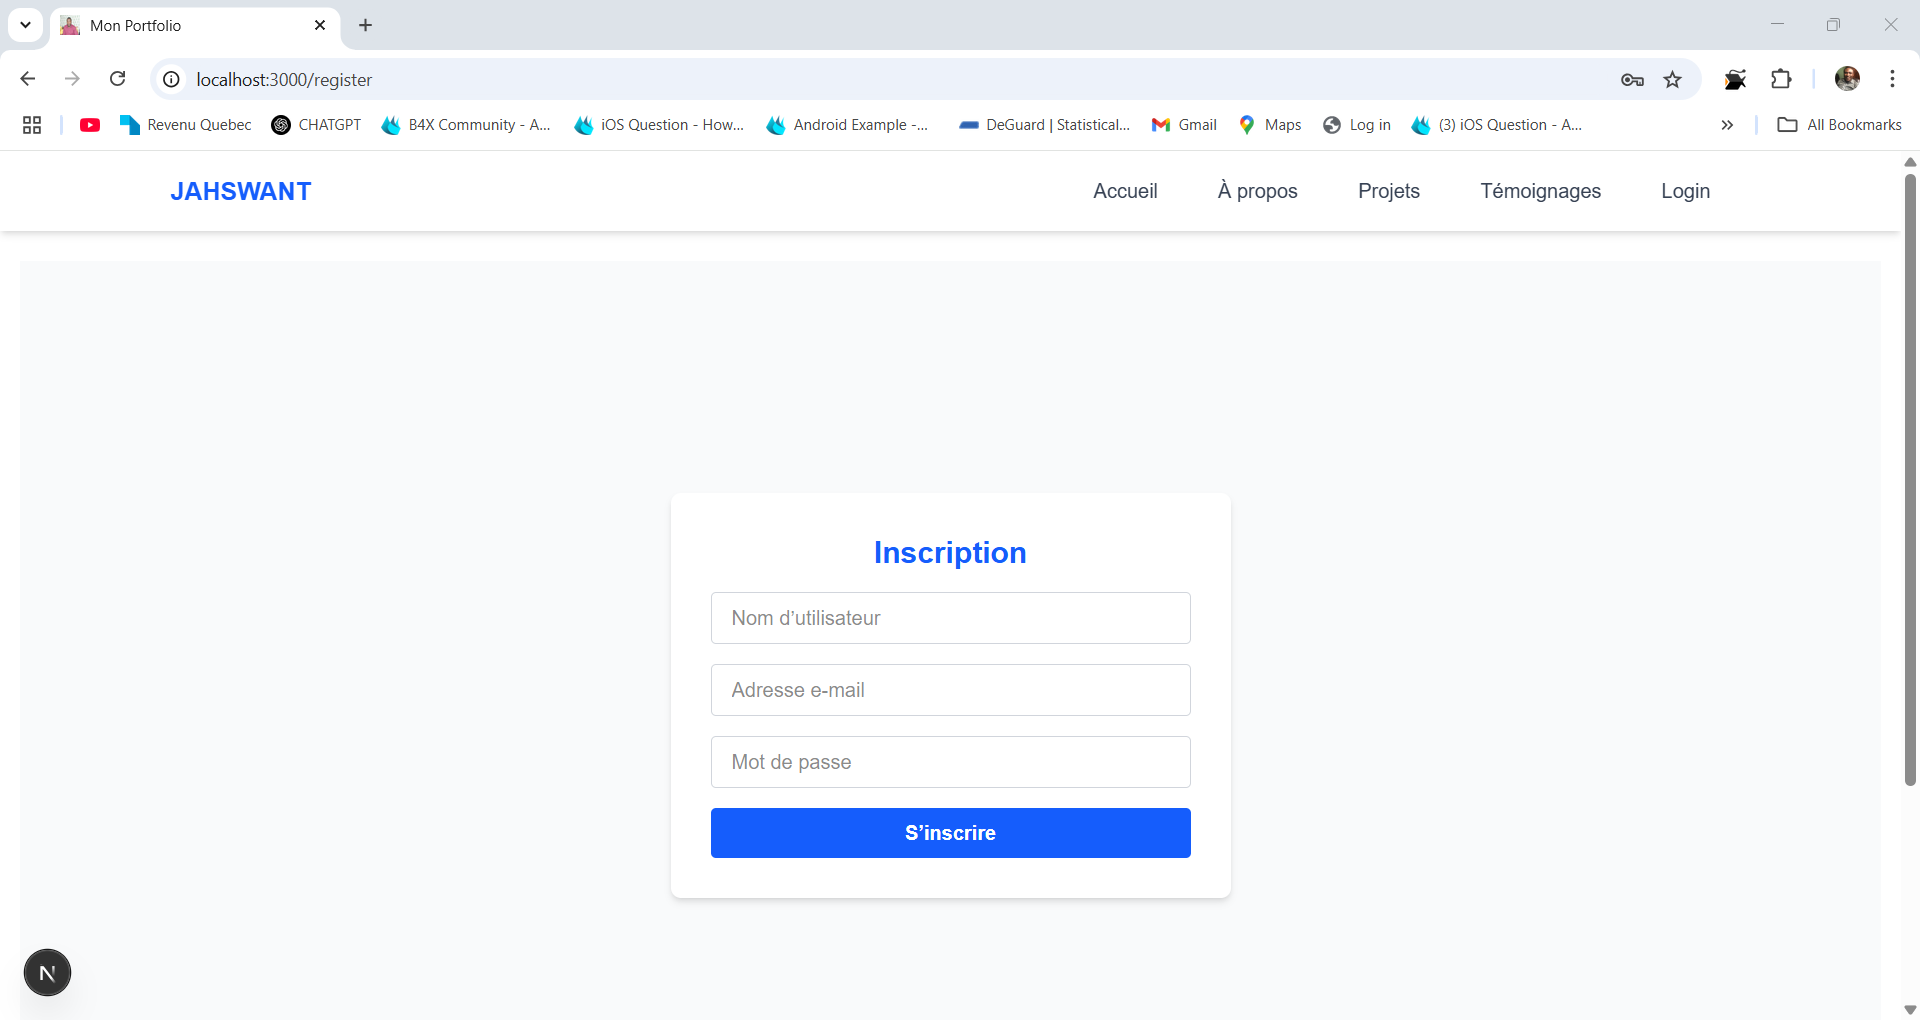 Mon Portfolio
localhost:3000/register
Revenu Quebec CHATGPT B4X Community - A... iOS Question - How... Android Example -... DeGuard | Statistical... Gmail Maps Log in (3) iOS Question - A... » All Bookmarks
JAHSWANT Accueil À propos Projets Témoignages Login
Inscription
Nom d’utilisateur
Adresse e-mail
Mot de passe
S’inscrire
N